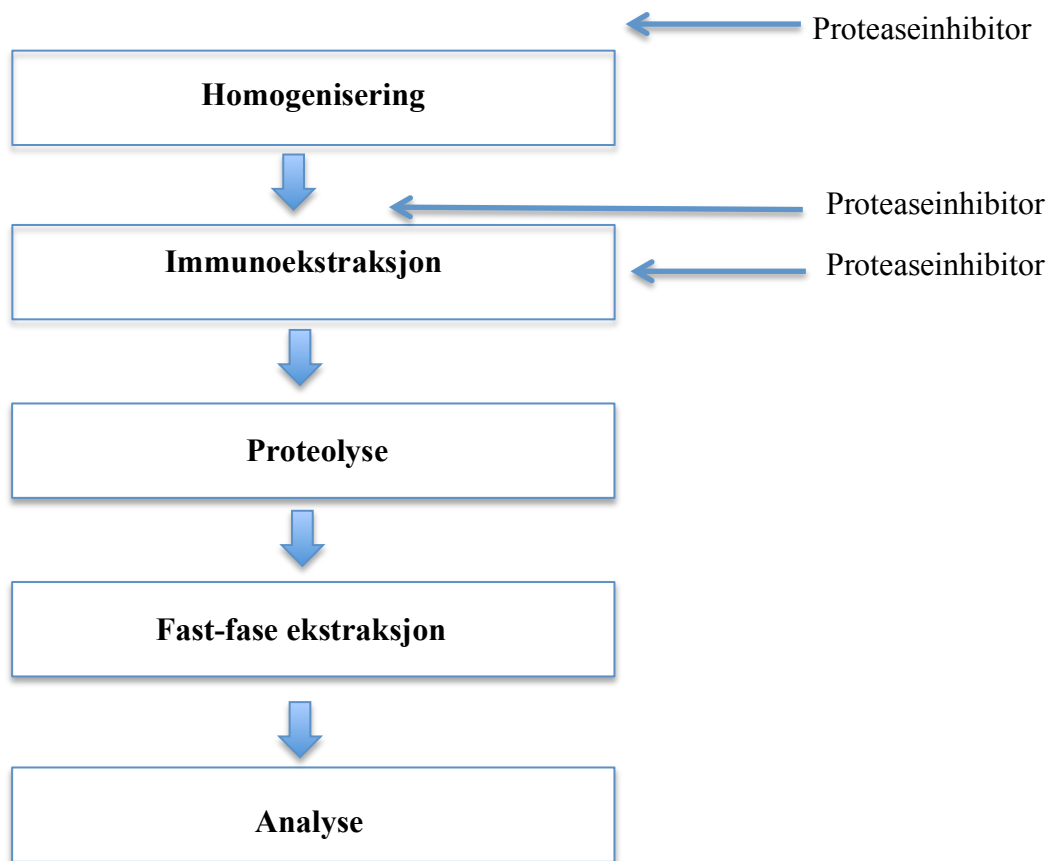 Proteaseinhibitor
Homogenisering
Proteaseinhibitor
Immunoekstraksjon
Proteaseinhibitor
Proteolyse
Fast-fase ekstraksjon
Analyse